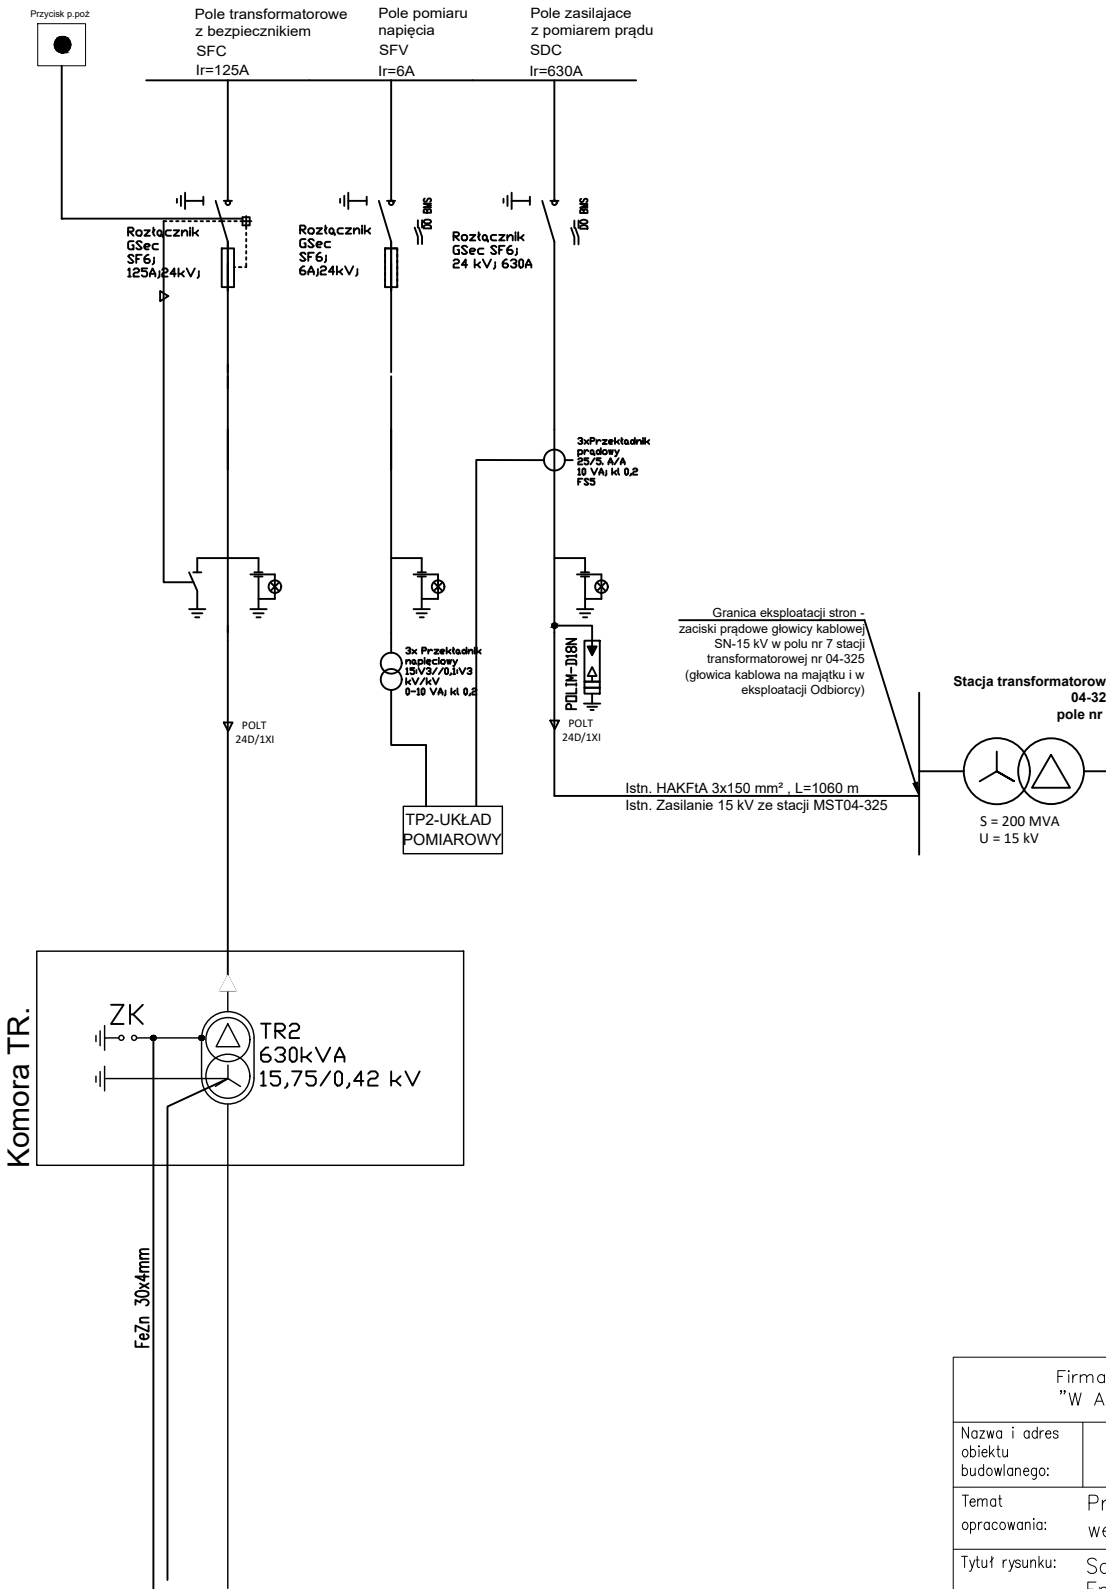 Przycisk p.poż
Pole transformatorowe
z bezpiecznikiem
SFC
Ir=125A
Pole pomiaru
napięcia
SFV
Ir=6A
Pole zasilajace
z pomiarem prądu
SDC
Ir=630A
Rozłącznik
GSec
SF6;
125A;24kV;
Rozłącznik
GSec
SF6;
6A;24kV;
DO BMS
Rozłącznik
GSec SF6;
24 kV; 630A
DO BMS
3xPrzekładnik
prądowy
25/5, A/A
10 VA; kl 0,2
FS5
3x Przekładnik
napięciowy
15:√3//0,1:√3
kV/kV
0-10 VA; kl 0,2
POLIM-D18N
POLT
24D/1XI
POLT
24D/1XI
TP2-UKŁAD
POMIAROWY
Granica eksploatacji stron -
zaciski prądowe głowicy kablowej
SN-15 kV w polu nr 7 stacji
transformatorowej nr 04-325
(głowica kablowa na majątku i w
eksploatacji Odbiorcy)
Istn. HAKFtA 3x150 mm² , L=1060 m
Istn. Zasilanie 15 kV ze stacji MST04-325
Stacja transformatorow
04-32
pole nr
S = 200 MVA
U = 15 kV
Komora TR.
ZK
TR2
630kVA
15,75/0,42 kV
FeZn 30x4mm
Firma
"W A
Nazwa i adres
obiektu
budowlanego:
Temat
opracowania:
Pr
we
Tytuł rysunku: